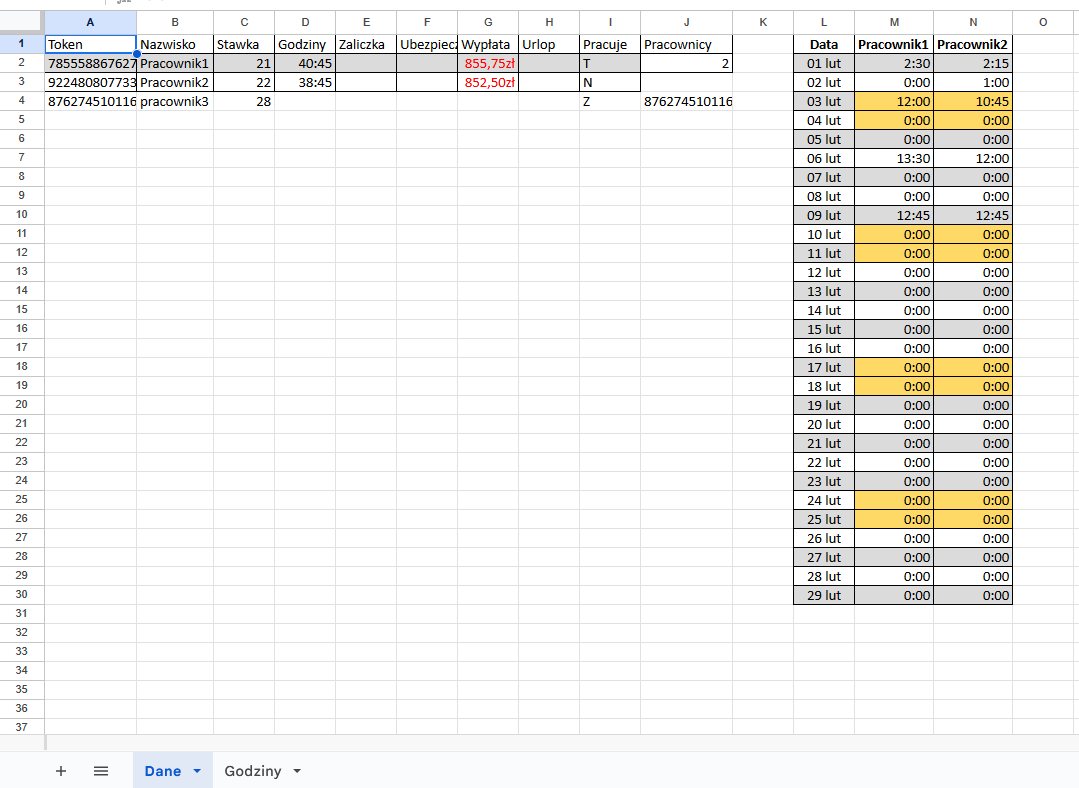 A B C D E F G H I J K L M N O
1 Token Nazwisko Stawka Godziny Zaliczka Ubezpiecz Wypłata Urlop Pracuje Pracownicy Data Pracownik1 Pracownik2
2 785558867627 Pracownik1 21 40:45 855,75zł T 2 01 lut 2:30 2:15
3 922480807733 Pracownik2 22 38:45 852,50zł N 02 lut 0:00 1:00
4 876274510116 pracownik3 28 Z 876274510116 03 lut 12:00 10:45
5 04 lut 0:00 0:00
6 05 lut 0:00 0:00
7 06 lut 13:30 12:00
8 07 lut 0:00 0:00
9 08 lut 0:00 0:00
10 09 lut 12:45 12:45
11 10 lut 0:00 0:00
12 11 lut 0:00 0:00
13 12 lut 0:00 0:00
14 13 lut 0:00 0:00
15 14 lut 0:00 0:00
16 15 lut 0:00 0:00
17 16 lut 0:00 0:00
18 17 lut 0:00 0:00
19 18 lut 0:00 0:00
20 19 lut 0:00 0:00
21 20 lut 0:00 0:00
22 21 lut 0:00 0:00
23 22 lut 0:00 0:00
24 23 lut 0:00 0:00
25 24 lut 0:00 0:00
26 25 lut 0:00 0:00
27 26 lut 0:00 0:00
28 27 lut 0:00 0:00
29 28 lut 0:00 0:00
30 29 lut 0:00 0:00
31
32
33
34
35
36
37
Dane Godziny